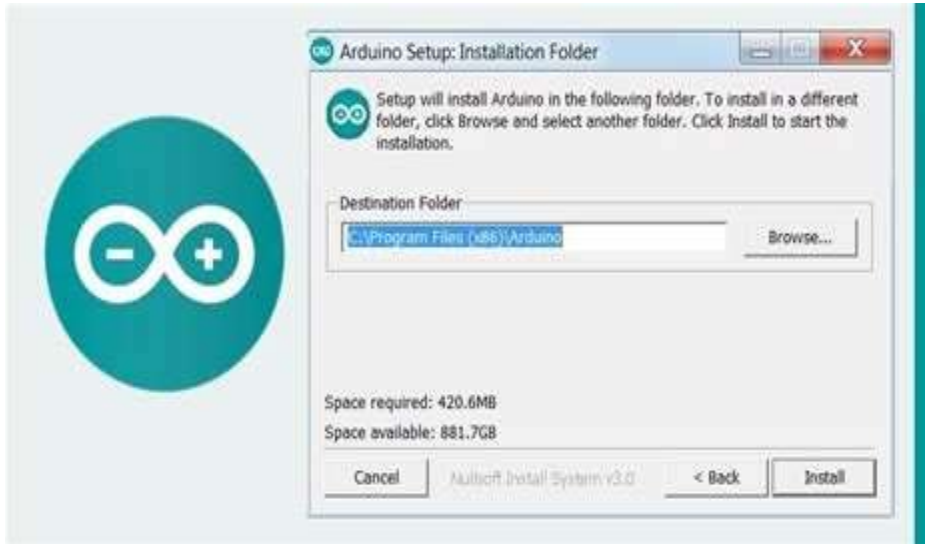 Arduino Setup: Installation Folder
Setup will install Arduino in the following folder. To install in a different
folder, click Browse and select another folder. Click Install to start the
installation.
Destination Folder
C:\Program Files (x86)\Arduino
Browse...
Space required: 420.6MB
Space available: 881.7GB
Cancel
Nullsoft Install System v3.0
< Back
Install